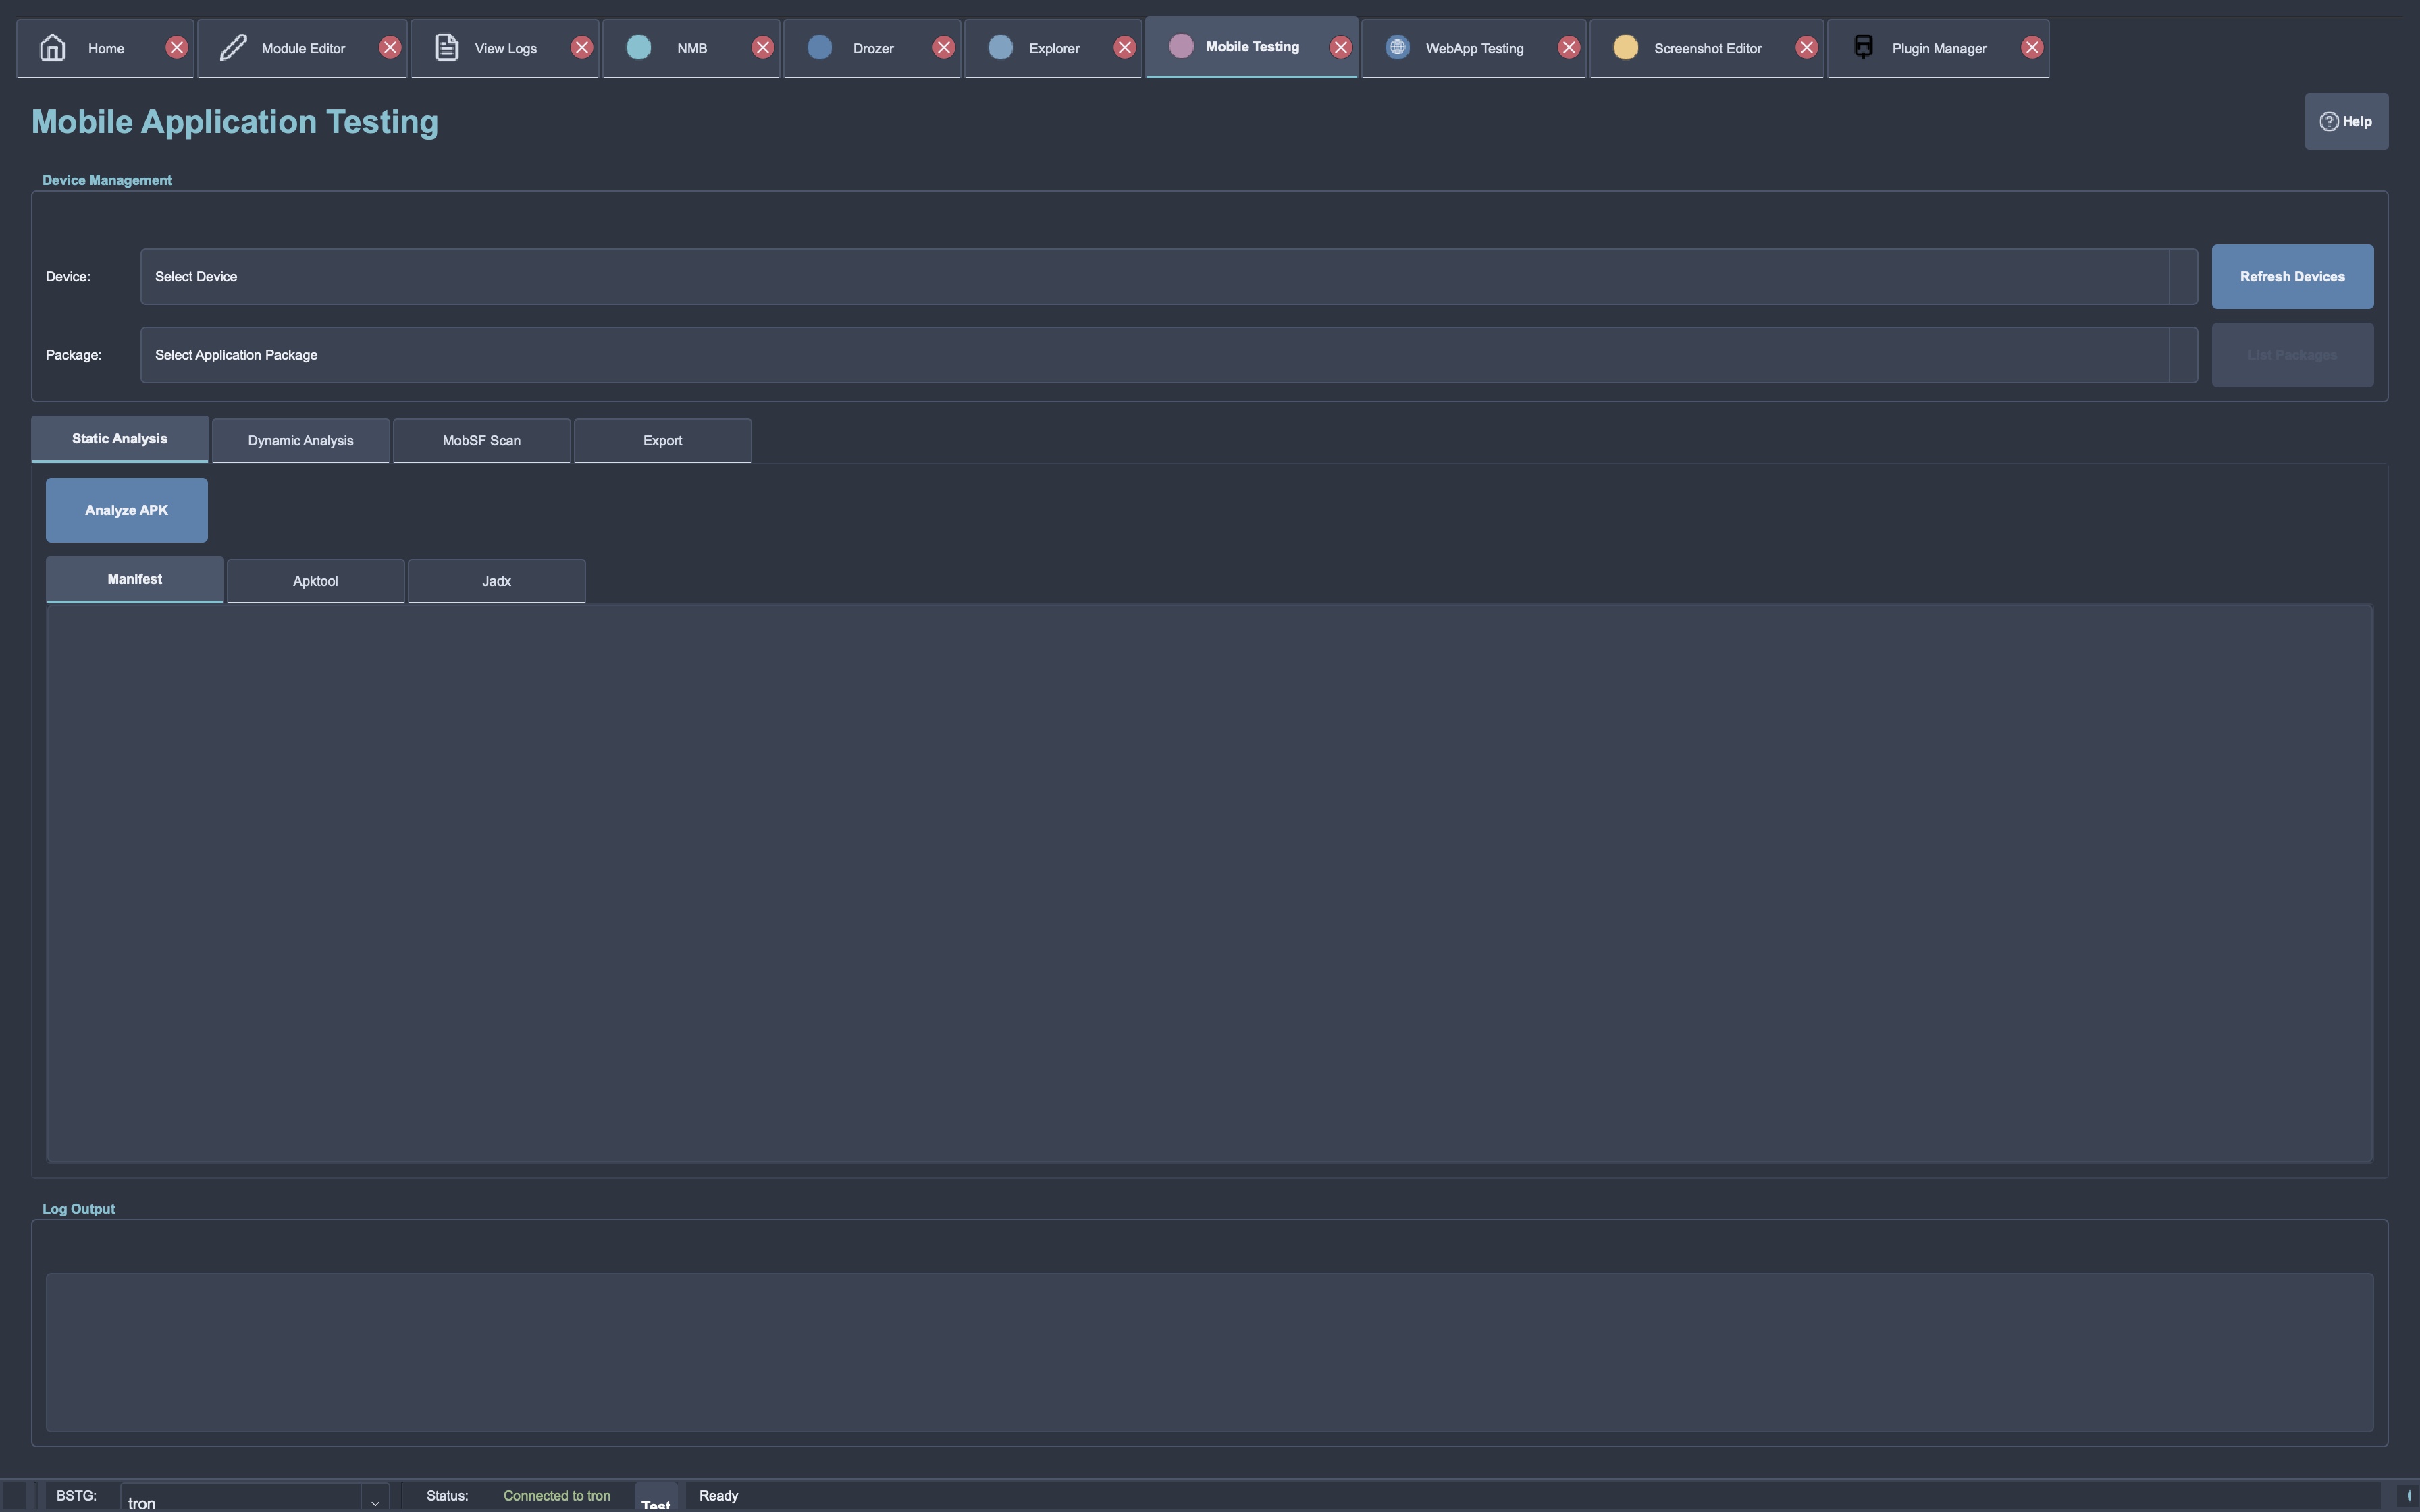 Home
Module Editor
View Logs
NMB
Drozer
Explorer
Mobile Testing
WebApp Testing
Screenshot Editor
Plugin Manager
Mobile Application Testing
Help
Device Management
Device:
Select Device
Refresh Devices
Package:
Select Application Package
List Packages
Static Analysis
Dynamic Analysis
MobSF Scan
Export
Analyze APK
Manifest
Apktool
Jadx
Log Output
BSTG:
tron
Status:
Connected to tron
Test
Ready